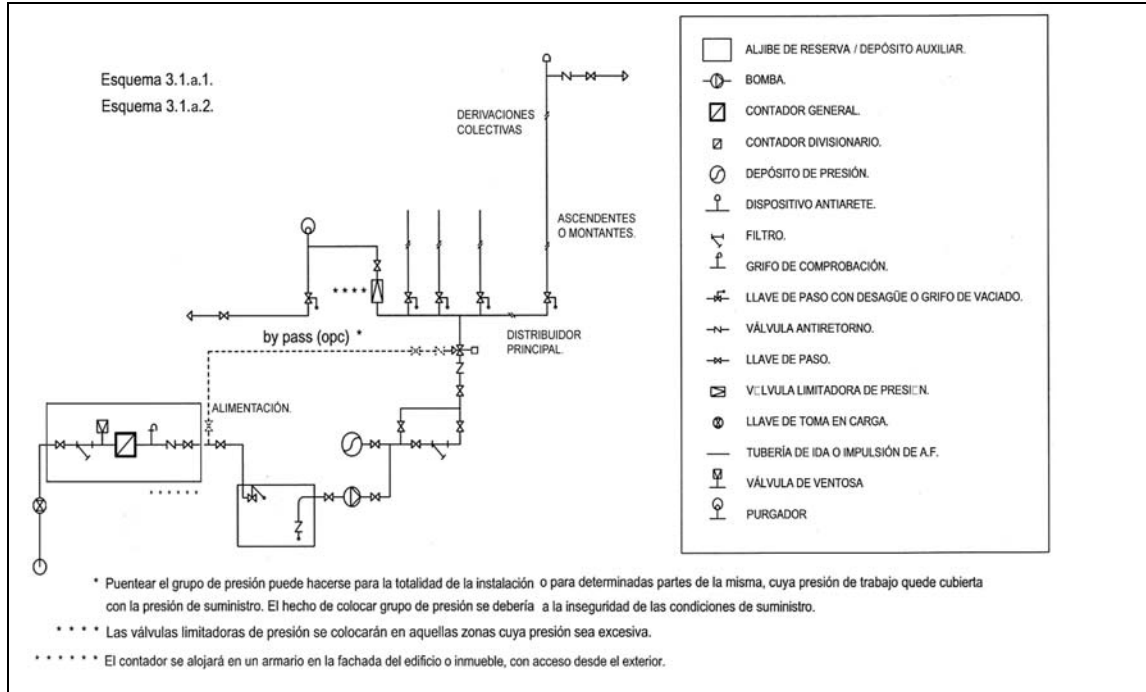 Esquema 3.1.a.1.
Esquema 3.1.a.2.
DERIVACIONES
COLECTIVAS
ASCENDENTES
O MONTANTES.
* * * *
DISTRIBUIDOR
PRINCIPAL.
by pass (opc) *
ALIMENTACIÓN.
* * * * * *
ALJIBE DE RESERVA / DEPÓSITO AUXILIAR.
BOMBA.
CONTADOR GENERAL.
CONTADOR DIVISIONARIO.
DEPÓSITO DE PRESIÓN.
DISPOSITIVO ANTIARETE.
FILTRO.
GRIFO DE COMPROBACIÓN.
LLAVE DE PASO CON DESAGÜE O GRIFO DE VACIADO.
VÁLVULA ANTIRETORNO.
LLAVE DE PASO.
V□LVULA LIMITADORA DE PRESI□N.
LLAVE DE TOMA EN CARGA.
TUBERÍA DE IDA O IMPULSIÓN DE A.F.
VÁLVULA DE VENTOSA
PURGADOR
* Puentear el grupo de presión puede hacerse para la totalidad de la instalación o para determinadas partes de la misma, cuya presión de trabajo quede cubierta
con la presión de suministro. El hecho de colocar grupo de presión se debería a la inseguridad de las condiciones de suministro.
* * * * Las válvulas limitadoras de presión se colocarán en aquellas zonas cuya presión sea excesiva.
* * * * * * El contador se alojará en un armario en la fachada del edificio o inmueble, con acceso desde el exterior.